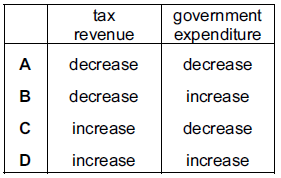 tax government
revenue expenditure
A decrease decrease
B decrease increase
C increase decrease
D increase increase